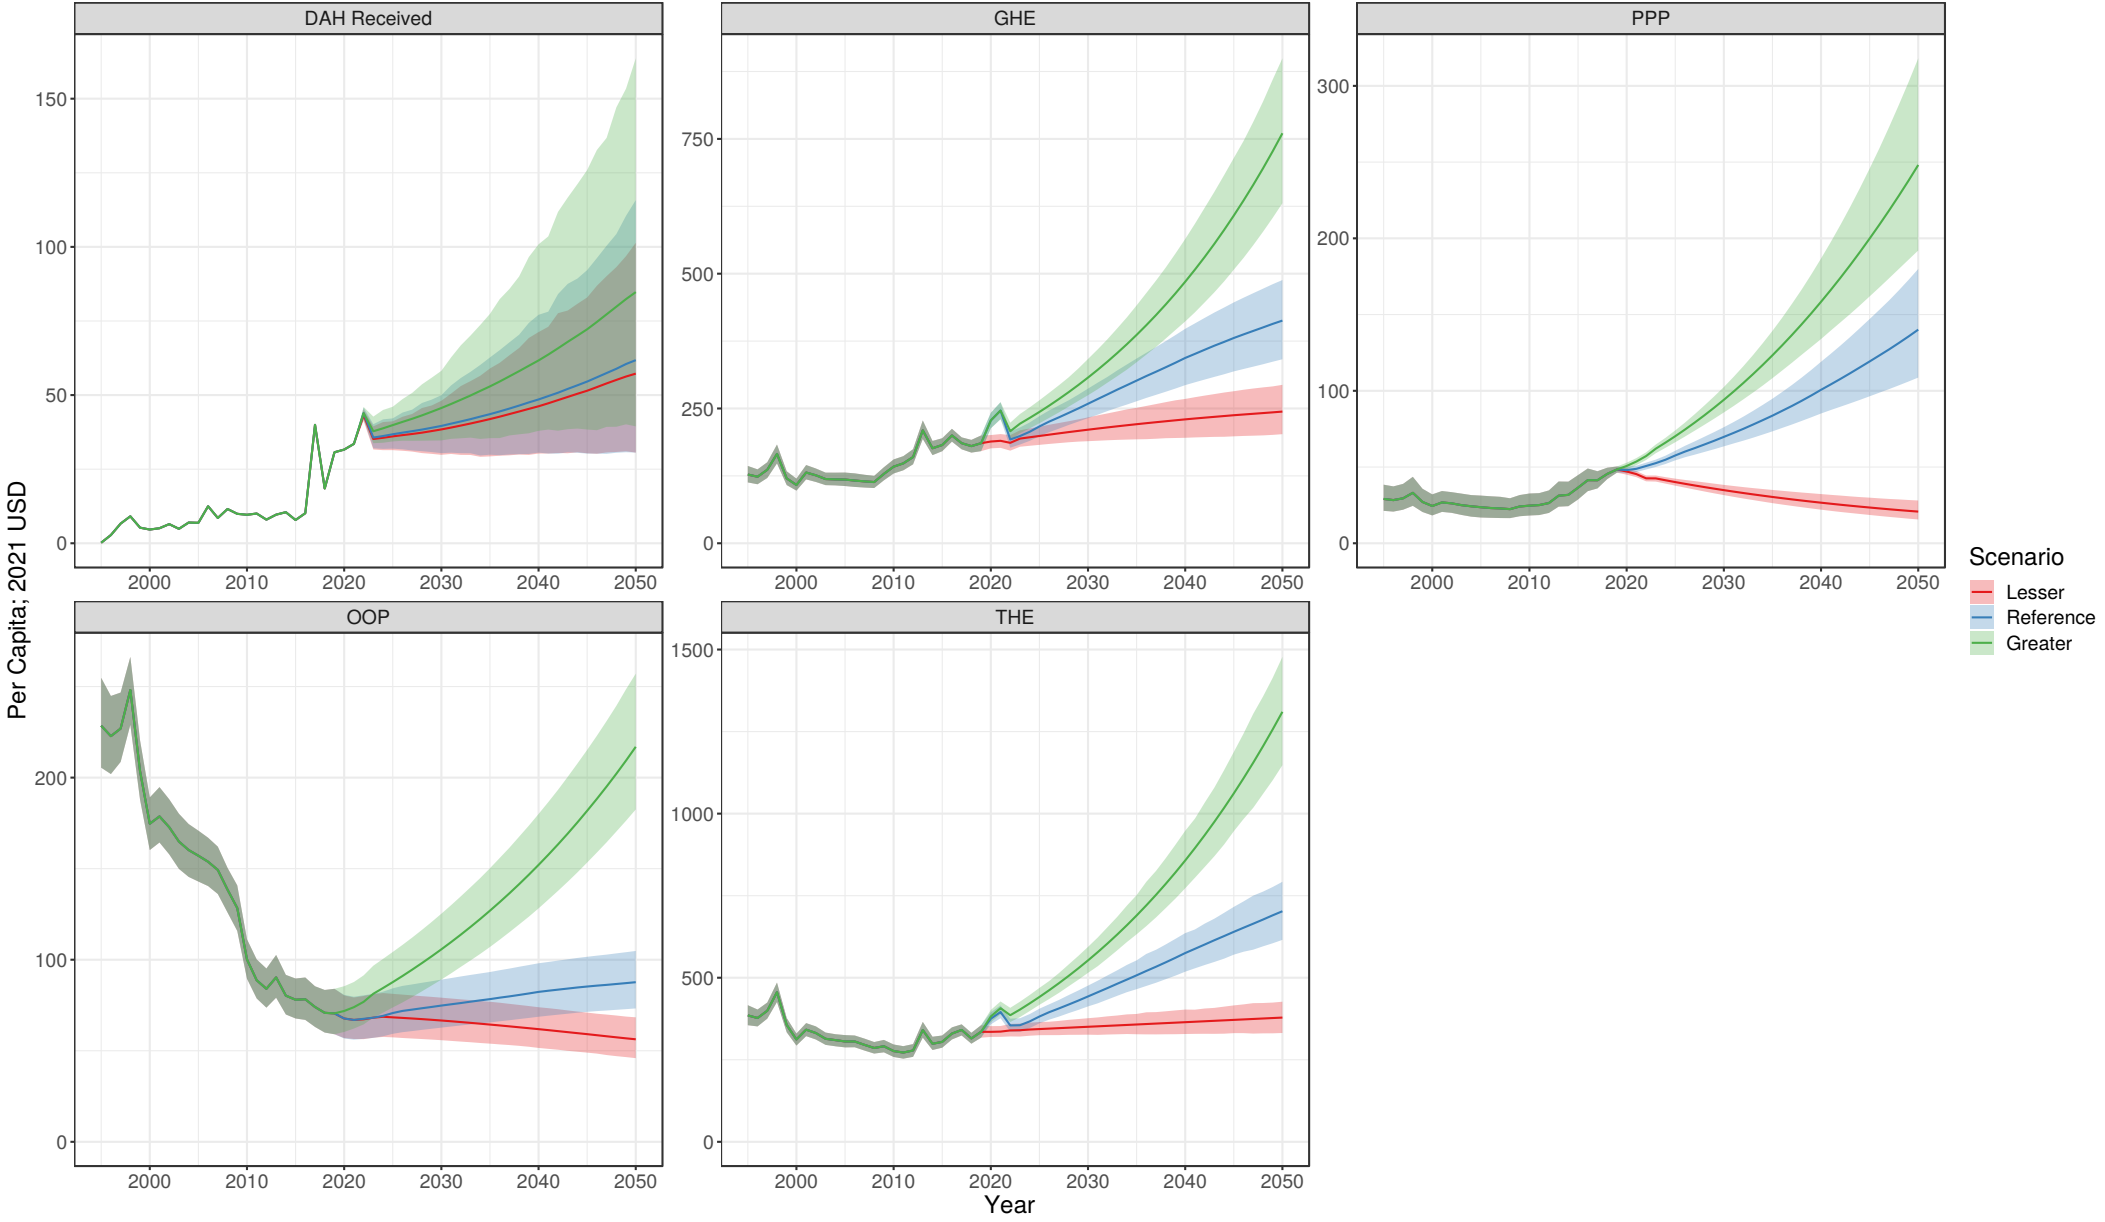 DAH Received
GHE
PPP
150
100
50
0
750
500
250
0
300
200
100
0
2000 2010 2020 2030 2040 2050
2000 2010 2020 2030 2040 2050
2000 2010 2020 2030 2040 2050
OOP
THE
200
100
0
1500
1000
500
0
2000 2010 2020 2030 2040 2050
2000 2010 2020 2030 2040 2050
Per Capita; 2021 USD
Year
Scenario
Lesser
Reference
Greater